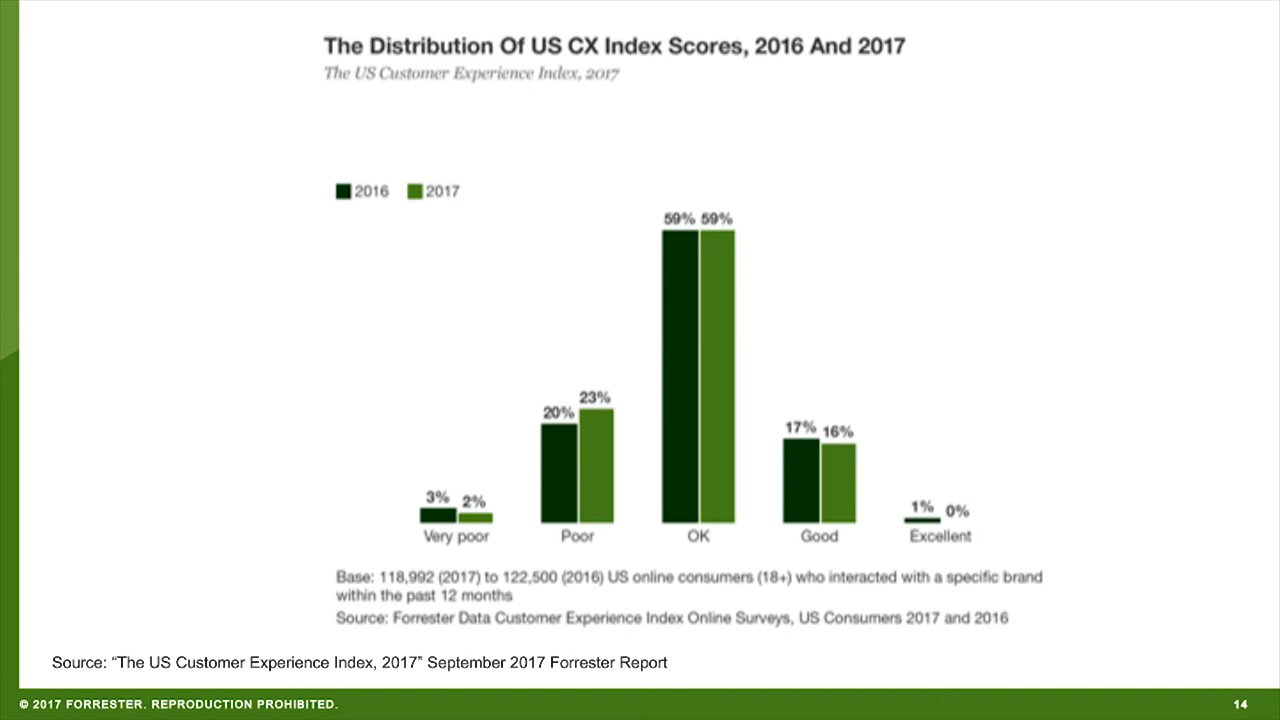 The Distribution Of US CX Index Scores, 2016 And 2017
The US Customer Experience Index, 2017
2016 2017
59% 59%
20% 23%
17% 16%
3% 2%
1% 0%
Very poor Poor OK Good Excellent
Base: 118,992 (2017) to 122,500 (2016) US online consumers (18+) who interacted with a specific brand
within the past 12 months
Source: Forrester Data Customer Experience Index Online Surveys, US Consumers 2017 and 2016
Source: “The US Customer Experience Index, 2017” September 2017 Forrester Report
© 2017 FORRESTER. REPRODUCTION PROHIBITED. 14